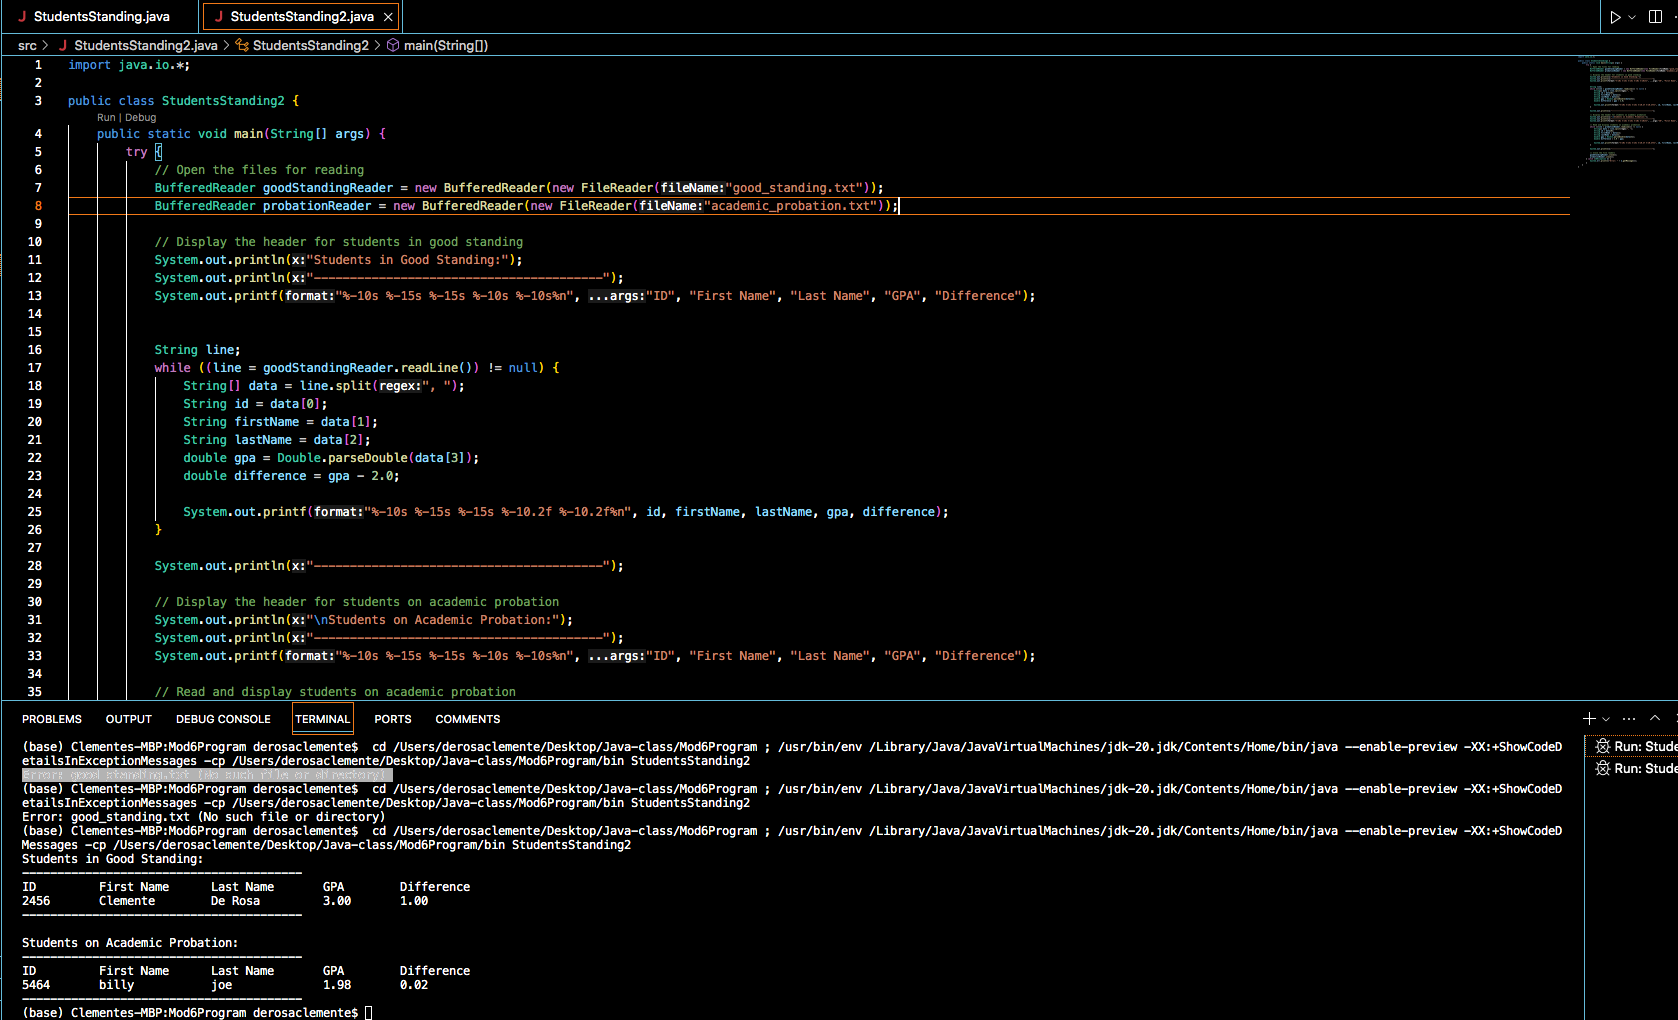 StudentsStanding.java
StudentsStanding2.java
src > StudentsStanding2.java > StudentsStanding2 > main(String[])
1 import java.io.*;
2
3 public class StudentsStanding2 {
Run | Debug
4 public static void main(String[] args) {
5 try {
6 // Open the files for reading
7 BufferedReader goodStandingReader = new BufferedReader(new FileReader(fileName:"good_standing.txt"));
8 BufferedReader probationReader = new BufferedReader(new FileReader(fileName:"academic_probation.txt"));
9
10 // Display the header for students in good standing
11 System.out.println(x:"Students in Good Standing:");
12 System.out.println(x:"----------------------------------------");
13 System.out.printf(format:"%-10s %-15s %-15s %-10s %-10s%n", ...args:"ID", "First Name", "Last Name", "GPA", "Difference");
14
15
16 String line;
17 while ((line = goodStandingReader.readLine()) != null) {
18 String[] data = line.split(regex:", ");
19 String id = data[0];
20 String firstName = data[1];
21 String lastName = data[2];
22 double gpa = Double.parseDouble(data[3]);
23 double difference = gpa - 2.0;
24
25 System.out.printf(format:"%-10s %-15s %-15s %-10.2f %-10.2f%n", id, firstName, lastName, gpa, difference);
26 }
27
28 System.out.println(x:"----------------------------------------");
29
30 // Display the header for students on academic probation
31 System.out.println(x:"\nStudents on Academic Probation:");
32 System.out.println(x:"----------------------------------------");
33 System.out.printf(format:"%-10s %-15s %-15s %-10s %-10s%n", ...args:"ID", "First Name", "Last Name", "GPA", "Difference");
34
35 // Read and display students on academic probation
PROBLEMS OUTPUT DEBUG CONSOLE TERMINAL PORTS COMMENTS
(base) Clementes-MBP:Mod6Program derosaclemente$ cd /Users/derosaclemente/Desktop/Java-class/Mod6Program ; /usr/bin/env /Library/Java/JavaVirtualMachines/jdk-20.jdk/Contents/Home/bin/java --enable-preview -XX:+ShowCodeD
etailsInExceptionMessages -cp /Users/derosaclemente/Desktop/Java-class/Mod6Program/bin StudentsStanding2
Error: good_standing.txt (No such file or directory)
(base) Clementes-MBP:Mod6Program derosaclemente$ cd /Users/derosaclemente/Desktop/Java-class/Mod6Program ; /usr/bin/env /Library/Java/JavaVirtualMachines/jdk-20.jdk/Contents/Home/bin/java --enable-preview -XX:+ShowCodeD
etailsInExceptionMessages -cp /Users/derosaclemente/Desktop/Java-class/Mod6Program/bin StudentsStanding2
Error: good_standing.txt (No such file or directory)
(base) Clementes-MBP:Mod6Program derosaclemente$ cd /Users/derosaclemente/Desktop/Java-class/Mod6Program ; /usr/bin/env /Library/Java/JavaVirtualMachines/jdk-20.jdk/Contents/Home/bin/java --enable-preview -XX:+ShowCodeD
Messages -cp /Users/derosaclemente/Desktop/Java-class/Mod6Program/bin StudentsStanding2
Students in Good Standing:
----------------------------------------
ID First Name Last Name GPA Difference
2456 Clemente De Rosa 3.00 1.00
----------------------------------------
Students on Academic Probation:
----------------------------------------
ID First Name Last Name GPA Difference
5464 billy joe 1.98 0.02
----------------------------------------
(base) Clementes-MBP:Mod6Program derosaclemente$
Run: Stude
Run: Stude